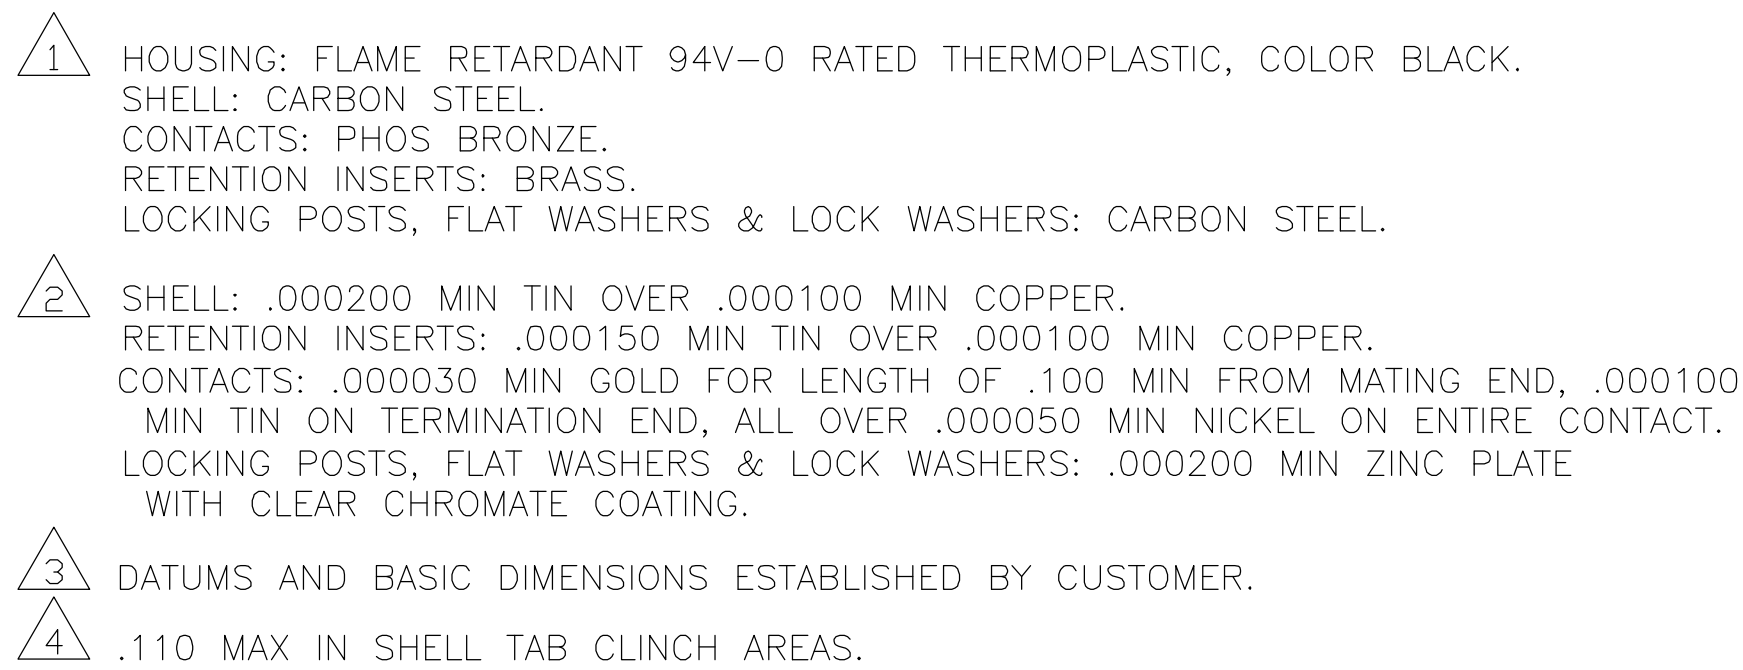 1 HOUSING: FLAME RETARDANT 94V-0 RATED THERMOPLASTIC, COLOR BLACK.
SHELL: CARBON STEEL.
CONTACTS: PHOS BRONZE.
RETENTION INSERTS: BRASS.
LOCKING POSTS, FLAT WASHERS & LOCK WASHERS: CARBON STEEL.
2 SHELL: .000200 MIN TIN OVER .000100 MIN COPPER.
RETENTION INSERTS: .000150 MIN TIN OVER .000100 MIN COPPER.
CONTACTS: .000030 MIN GOLD FOR LENGTH OF .100 MIN FROM MATING END, .000100
MIN TIN ON TERMINATION END, ALL OVER .000050 MIN NICKEL ON ENTIRE CONTACT.
LOCKING POSTS, FLAT WASHERS & LOCK WASHERS: .000200 MIN ZINC PLATE
WITH CLEAR CHROMATE COATING.
3 DATUMS AND BASIC DIMENSIONS ESTABLISHED BY CUSTOMER.
4 .110 MAX IN SHELL TAB CLINCH AREAS.